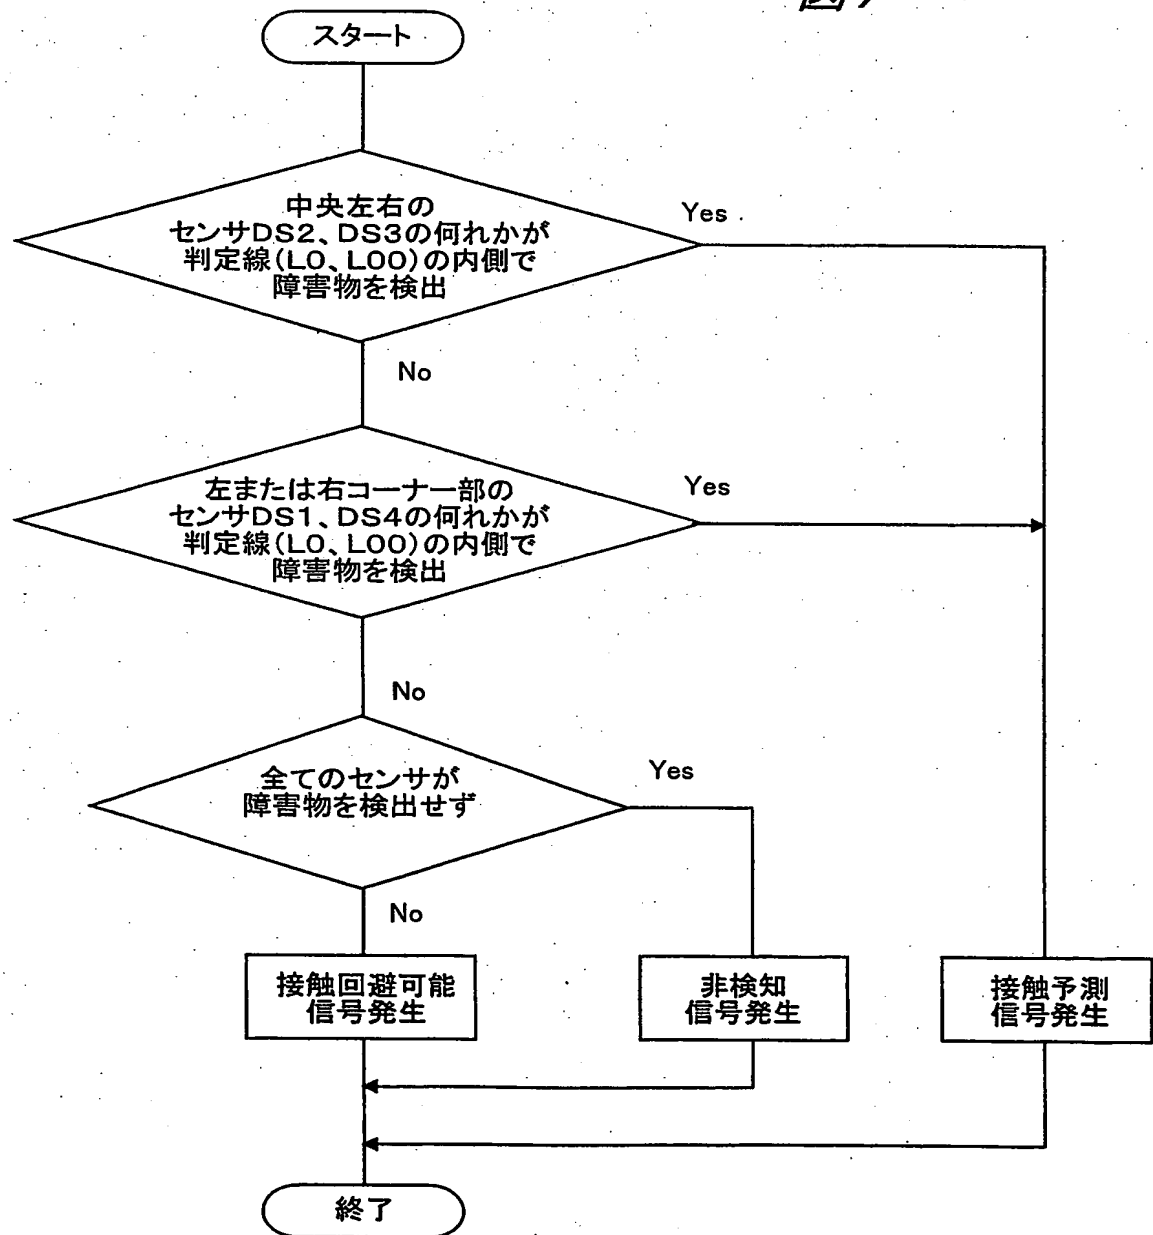 スタート
中央左右の
センサDS2、DS3の何れかが
判定線(L0、L00)の内側で
障害物を検出
Yes
No
左または右コーナー部の
センサDS1、DS4の何れかが
判定線(L0、L00)の内側で
障害物を検出
Yes
No
全てのセンサが
障害物を検出せず
Yes
No
接触回避可能
信号発生
非検知
信号発生
接触予測
信号発生
終了